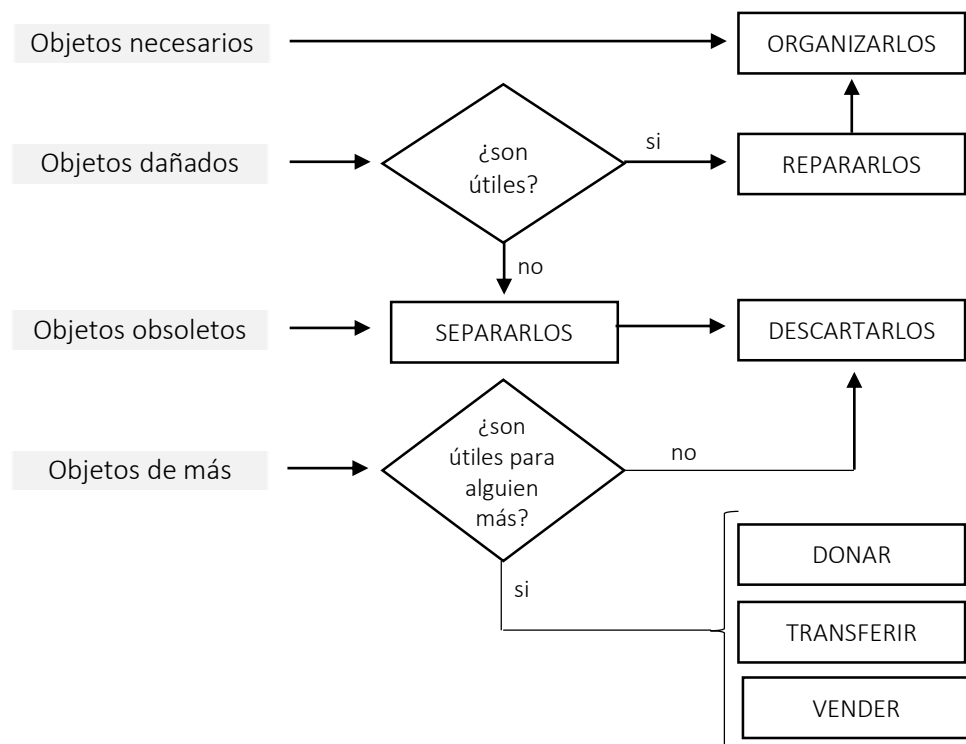 Objetos necesarios
ORGANIZARLOS
Objetos dañados
¿son
útiles?
si
REPARARLOS
no
Objetos obsoletos
SEPARARLOS
DESCARTARLOS
Objetos de más
¿son
útiles para
alguien
más?
no
si
DONAR
TRANSFERIR
VENDER